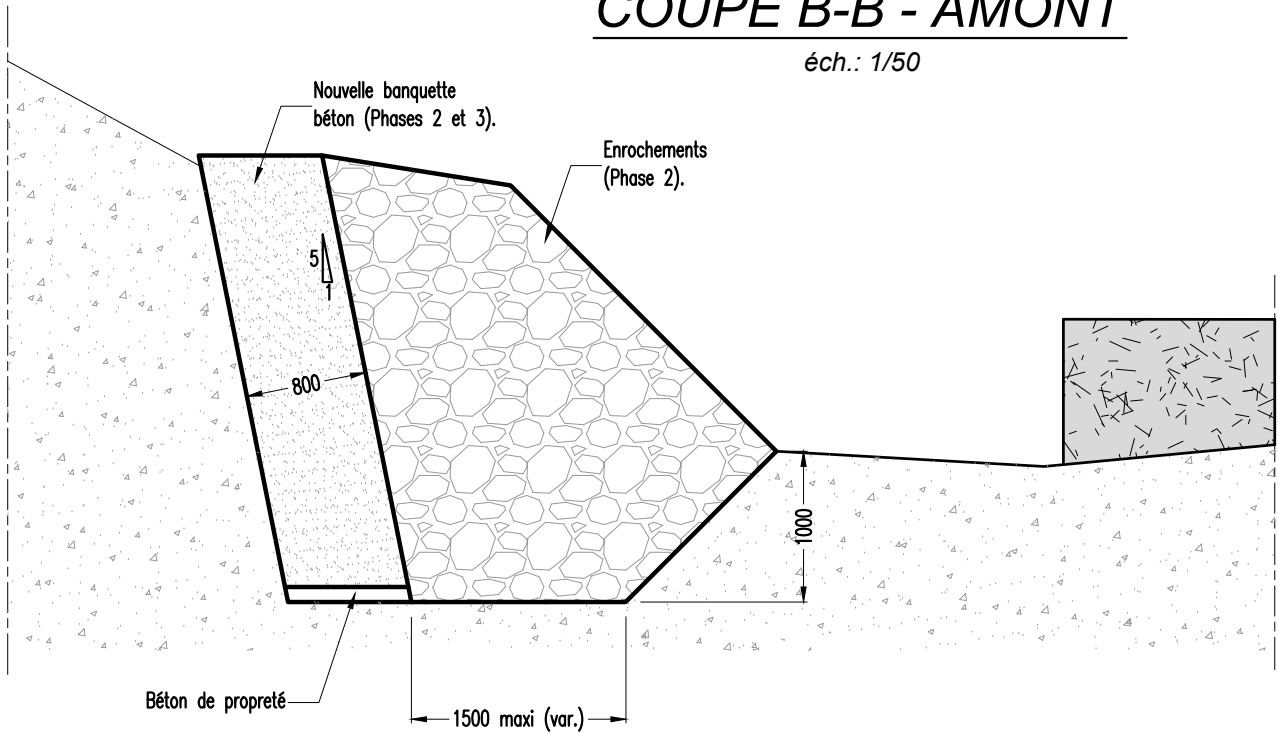 COUPE B-B - AMONT
éch.: 1/50
Nouvelle banquette
béton (Phases 2 et 3).
Enrochements
(Phase 2).
5
1
800
1000
Béton de propreté
1500 maxi (var.)